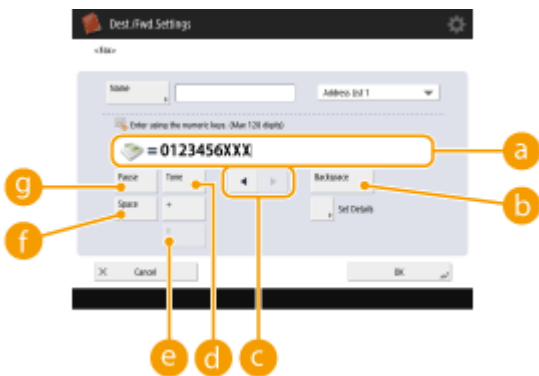 Dest./Fwd.Settings
<Fax>
Name
Address List 1
Enter using the numeric keys. (Max 120 digits)
= 0123456XXX
a
g
Pause
Tone
Backspace
b
f
Space
+
Set Details
Cancel
OK
e
d
c